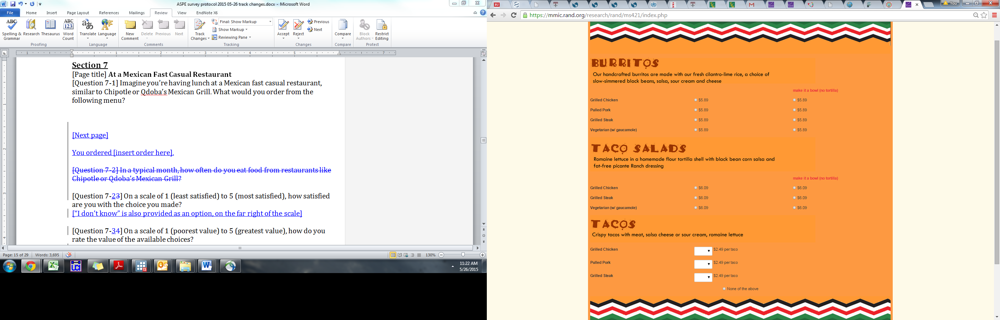 ASPE survey protocol 2015 05-26 track changes.docx - Microsoft Word
File Home Insert Page Layout References Mailings Review View EndNote X6
Spelling & Grammar Research Thesaurus Word Count
Translate Language
New Comment Delete Previous Next
Track Changes
Final: Show Markup
Show Markup
Reviewing Pane
Accept Reject
Previous
Next
Compare
Block Authors Restrict Editing
Proofing Language Comments Tracking Changes Compare Protect
Section 7
[Page title] At a Mexican Fast Casual Restaurant
[Question 7-1] Imagine you’re having lunch at a Mexican fast casual restaurant,
similar to Chipotle or Qdoba’s Mexican Grill. What would you order from the
following menu?
[Next page]
You ordered [insert order here].
[Question 7-2] In a typical month, how often do you eat food from restaurants like
Chipotle or Qdoba’s Mexican Grill?
[Question 7-23] On a scale of 1 (least satisfied) to 5 (most satisfied), how satisfied
are you with the choice you made?
[“I don’t know” is also provided as an option, on the far right of the scale]
[Question 7-34] On a scale of 1 (poorest value) to 5 (greatest value), how do you
rate the value of the available choices?
Page: 15 of 29 Words: 3,695 130%
UCI 13
11:22 AM
5/26/2015
You
https://mmic.rand.org/research/rand/ms421/index.php
BURRITOS
Our handcrafted burritos are made with our fresh cilantro-lime rice, a choice of
slow-simmered black beans, salsa, sour cream and cheese
make it a bowl (no tortilla)
Grilled Chicken $5.89 $5.89
Pulled Pork $5.89 $5.89
Grilled Steak $5.89 $5.89
Vegetarian (w/ gaucamole) $5.89 $5.89
TACO SALADS
Romaine lettuce in a homemade flour tortilla shell with black bean corn salsa and
fat-free picante Ranch dressing
make it a bowl (no tortilla)
Grilled Chicken $6.09 $6.09
Grilled Steak $6.09 $6.09
Vegetarian (w/ gaucamole) $6.09 $6.09
TACOS
Crispy tacos with meat, salsa cheese or sour cream, romaine lettuce
Grilled Chicken $2.49 per taco
Pulled Pork $2.49 per taco
Grilled Steak $2.49 per taco
None of the above